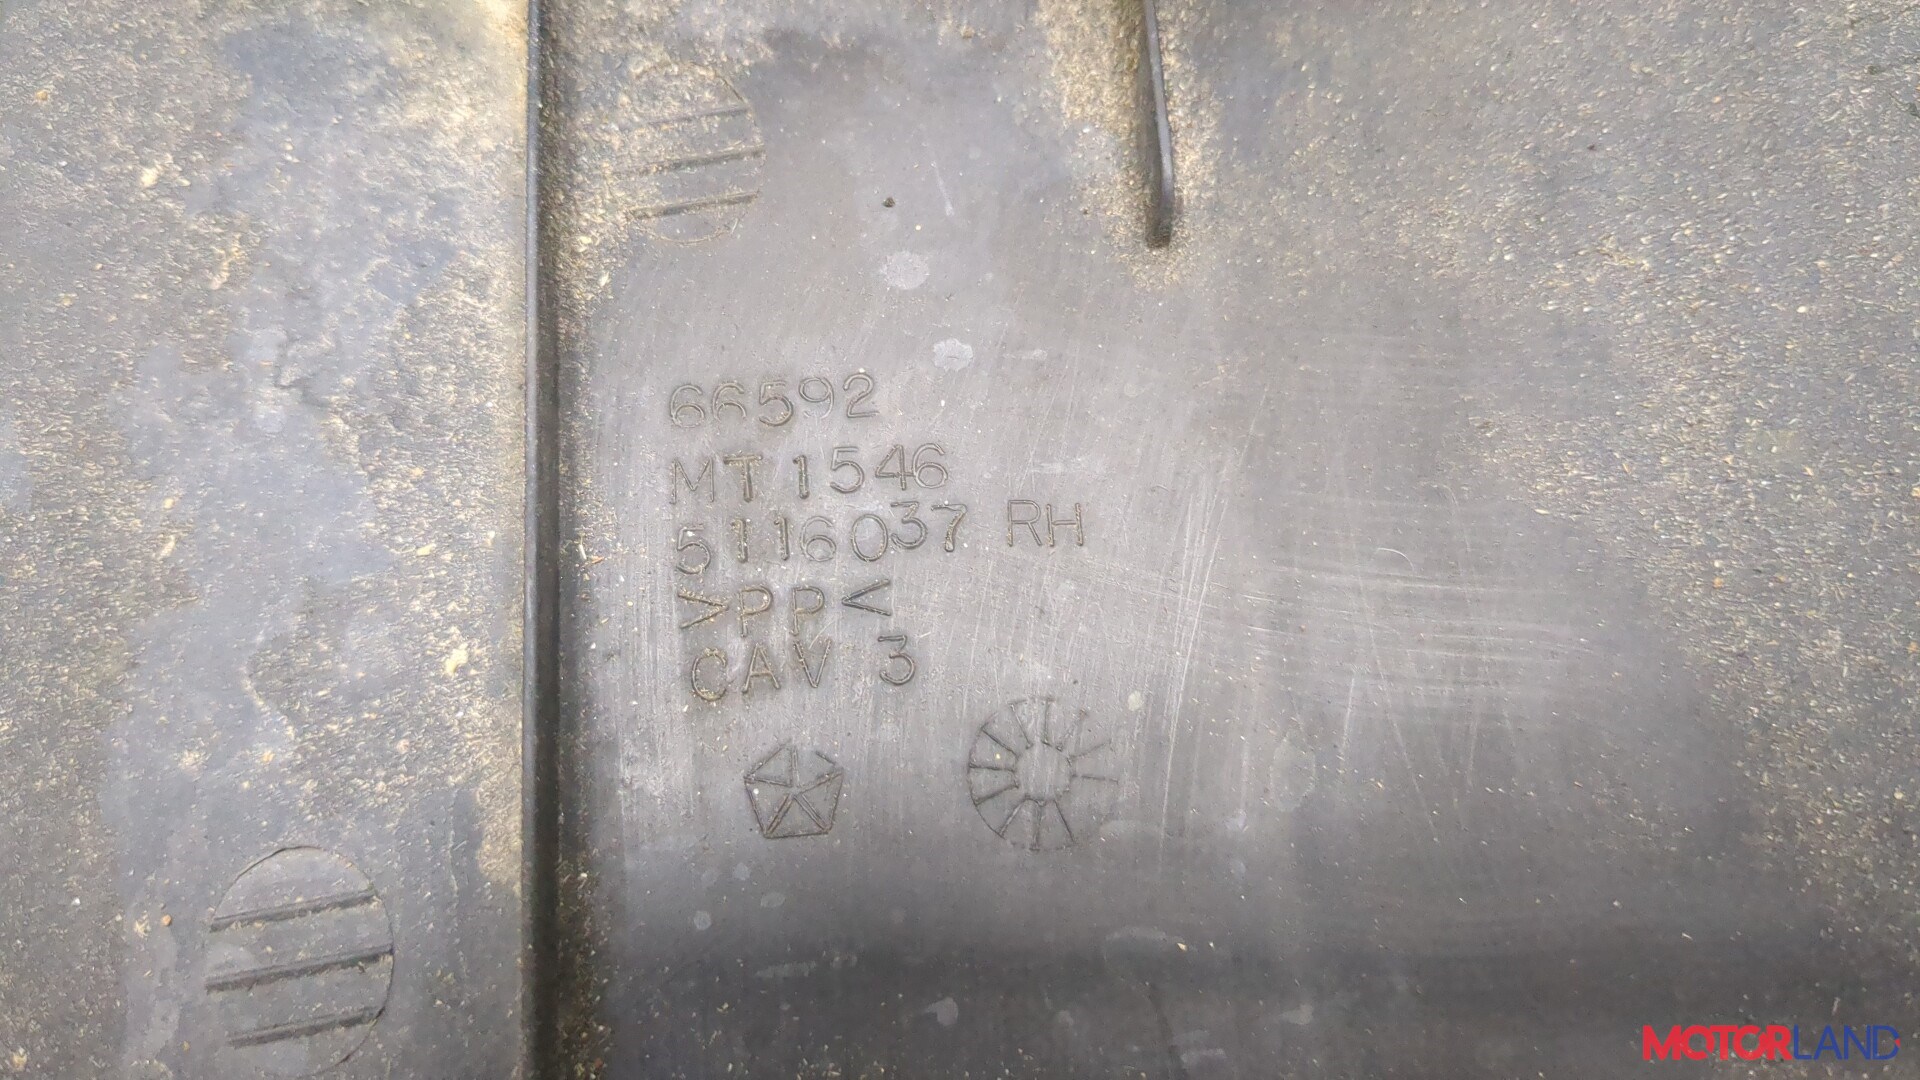 66592
MT 1546
5116037 RH
>PP<
CAV 3
MOTORLAND